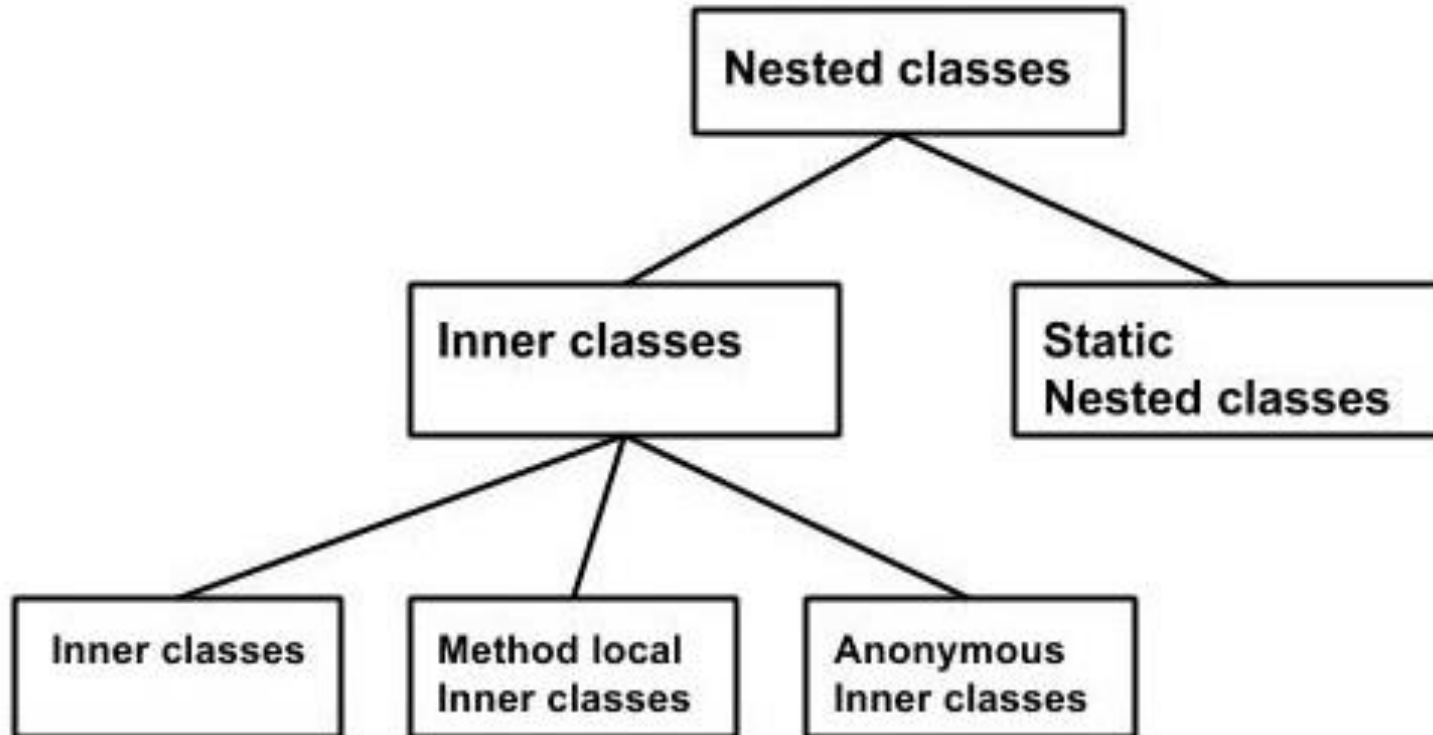 Nested classes
Inner classes
Static
Nested classes
Inner classes
Method local
Inner classes
Anonymous
Inner classes